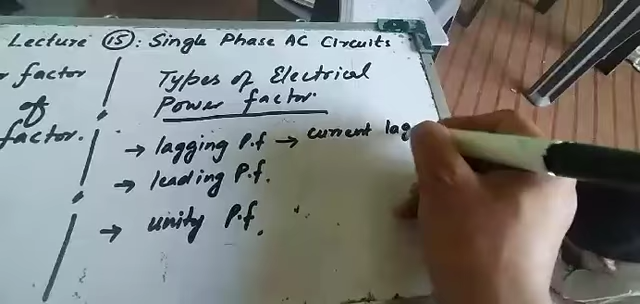 Lecture 15 : Single Phase AC Circuits
factor
of
factor.
Types of Electrical
Power factor.
→ lagging P.f → current lag
→ leading P.f.
→ unity P.f.